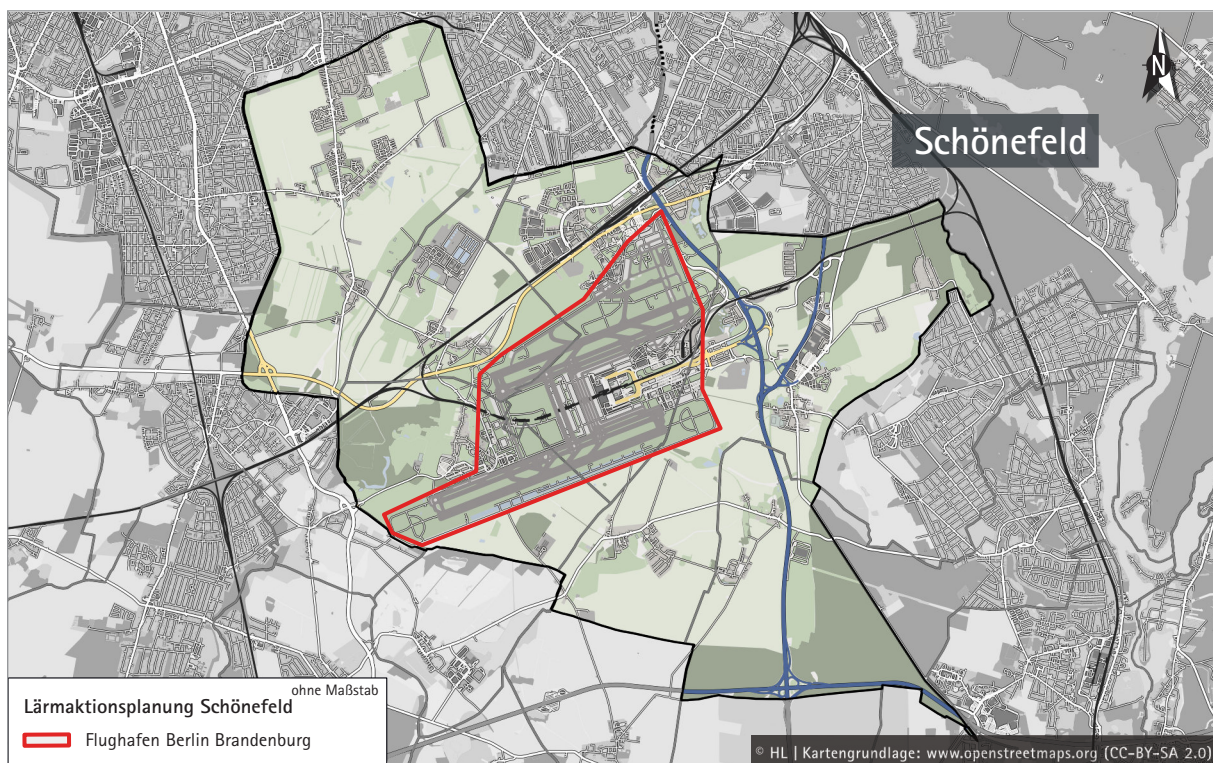 N
Schönefeld
ohne Maßstab
Lärmaktionsplanung Schönefeld
Flughafen Berlin Brandenburg
© HL | Kartengrundlage: www.openstreetmaps.org (CC-BY-SA 2.0)